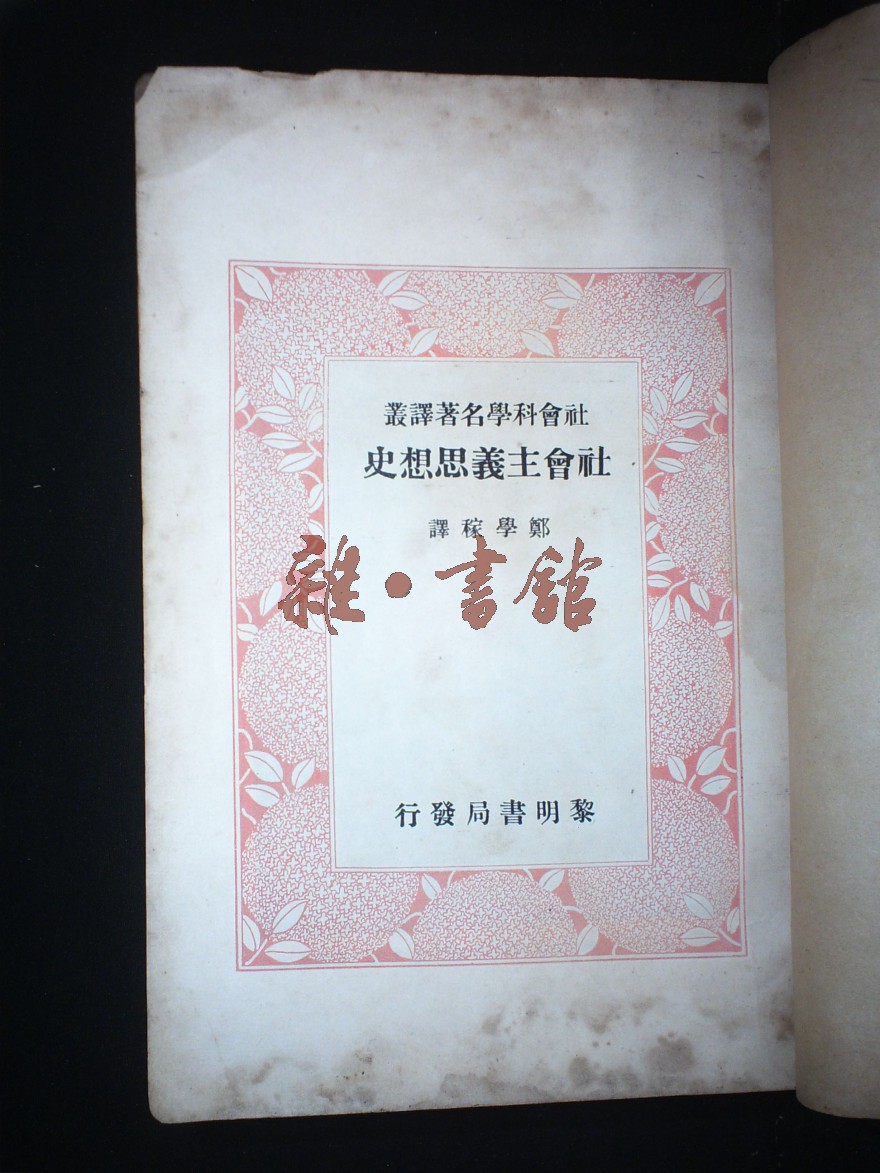 社會科學名著譯叢
社會主義思想史
鄭學稼譯
雜·書館
黎明書局發行